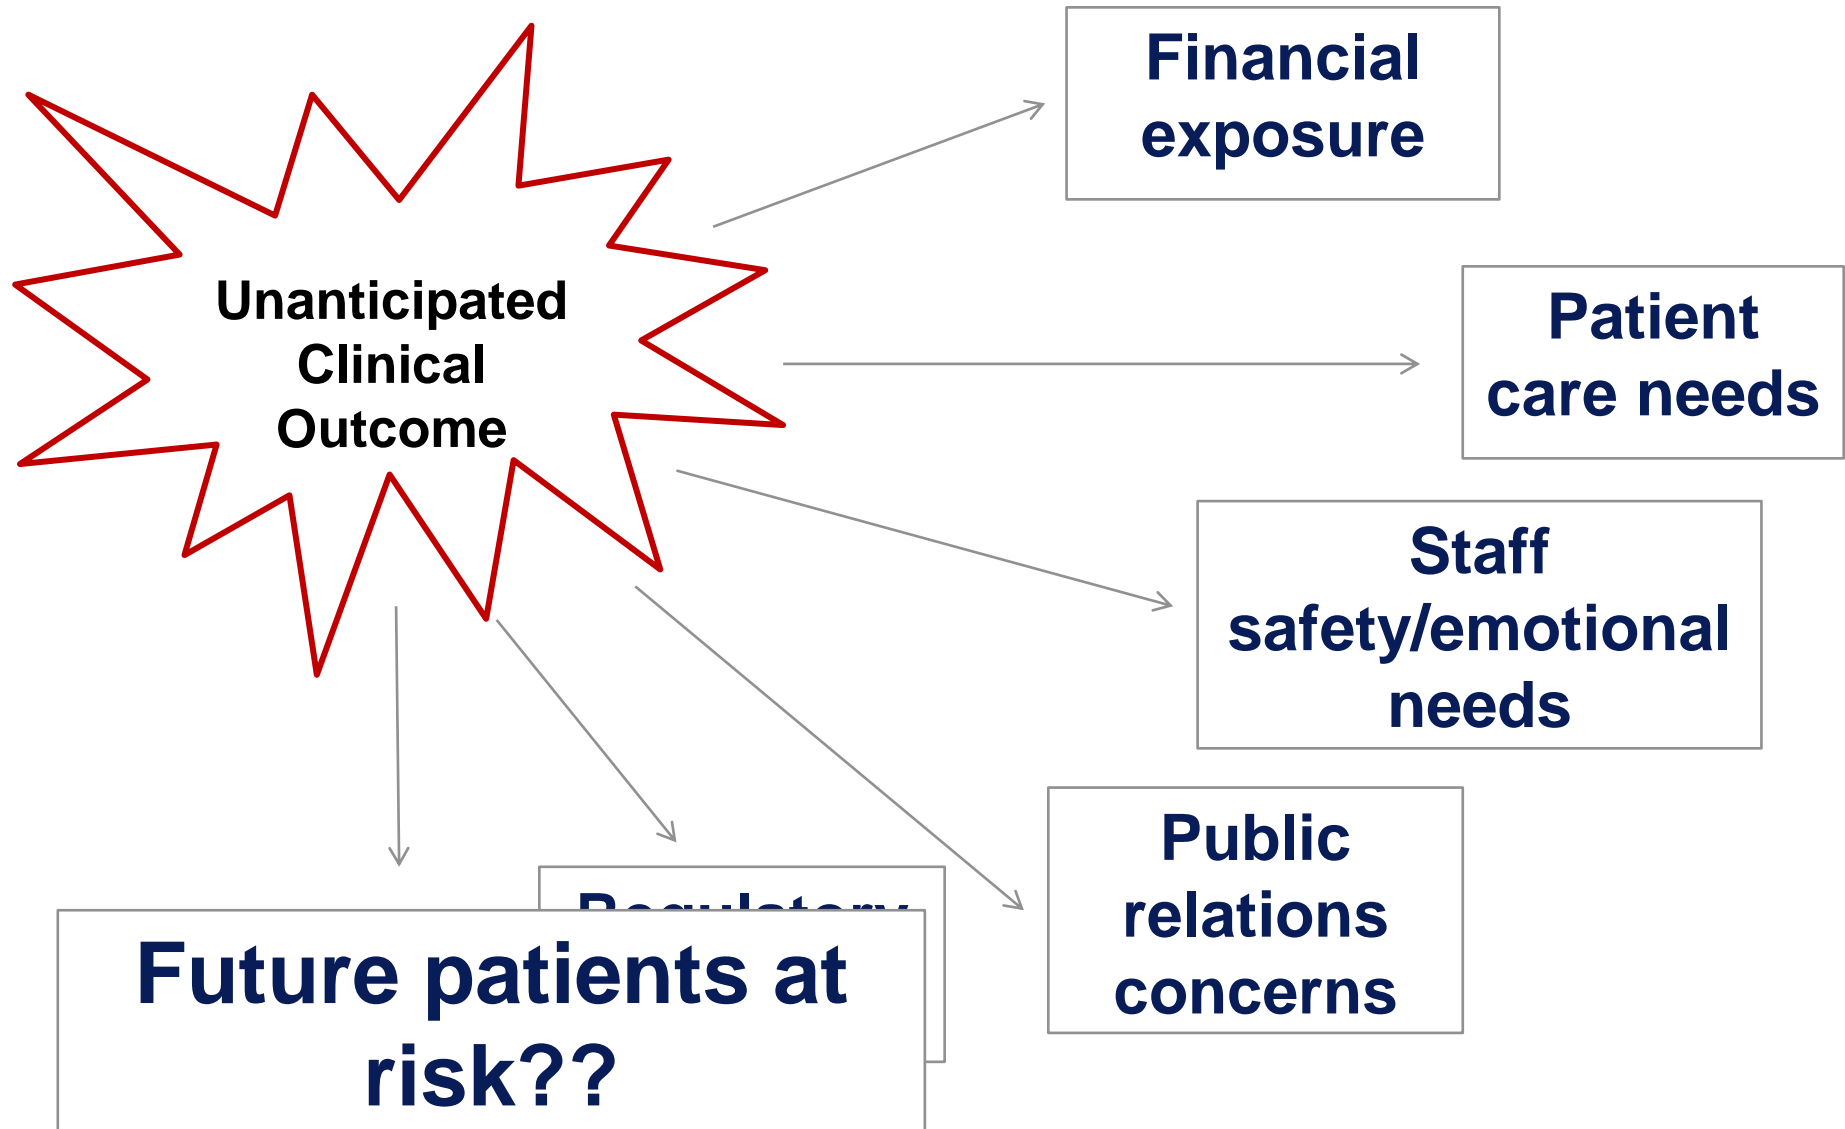 Unanticipated
Clinical
Outcome
Financial
exposure
Patient
care needs
Staff
safety/emotional
needs
Public
relations
concerns
Regulatory
Future patients at
risk??